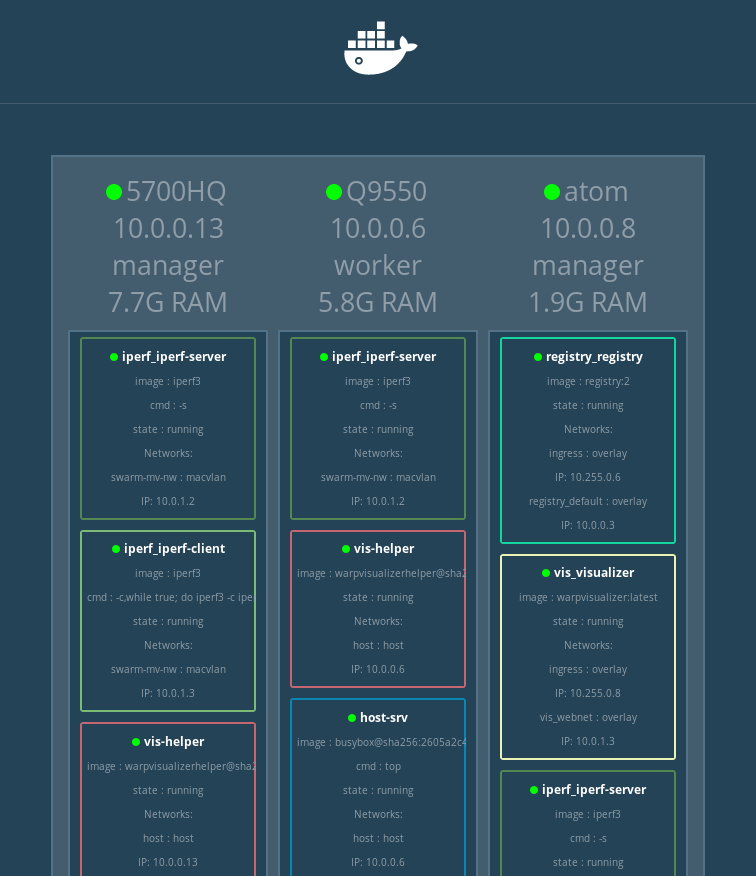 5700HQ
10.0.0.13
manager
7.7G RAM
iperf_iperf-server
image : iperf3
cmd : -s
state : running
Networks:
swarm-mv-nw : macvlan
IP: 10.0.1.2
iperf_iperf-client
image : iperf3
cmd : -c,while true; do iperf3 -c ipe
state : running
Networks:
swarm-mv-nw : macvlan
IP: 10.0.1.3
vis-helper
image : warpvisualizerhelper@sha2
state : running
Networks:
host : host
IP: 10.0.0.13
Q9550
10.0.0.6
worker
5.8G RAM
iperf_iperf-server
image : iperf3
cmd : -s
state : running
Networks:
swarm-mv-nw : macvlan
IP: 10.0.1.2
vis-helper
image : warpvisualizerhelper@sha2
state : running
Networks:
host : host
IP: 10.0.0.6
host-srv
image : busybox@sha256:2605a2c4
cmd : top
state : running
Networks:
host : host
IP: 10.0.0.6
atom
10.0.0.8
manager
1.9G RAM
registry_registry
image : registry:2
state : running
Networks:
ingress : overlay
IP: 10.255.0.6
registry_default : overlay
IP: 10.0.0.3
vis_visualizer
image : warpvisualizer:latest
state : running
Networks:
ingress : overlay
IP: 10.255.0.8
vis_webnet : overlay
IP: 10.0.1.3
iperf_iperf-server
image : iperf3
cmd : -s
state : running